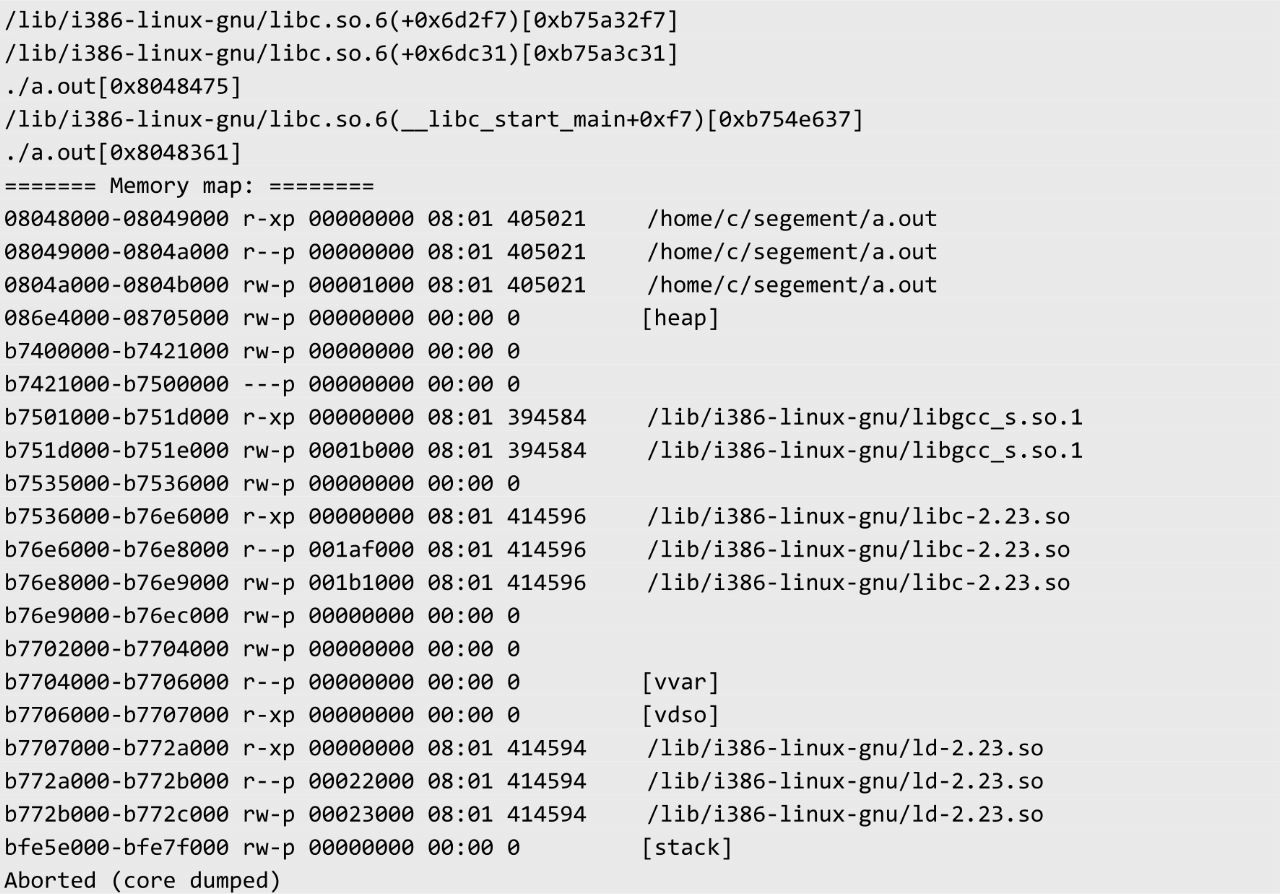 /lib/i386-linux-gnu/libc.so.6(+0x6d2f7)[0xb75a32f7]
/lib/i386-linux-gnu/libc.so.6(+0x6dc31)[0xb75a3c31]
./a.out[0x8048475]
/lib/i386-linux-gnu/libc.so.6(__libc_start_main+0xf7)[0xb754e637]
./a.out[0x8048361]
======= Memory map: ========
08048000-08049000 r-xp 00000000 08:01 405021     /home/c/segement/a.out
08049000-0804a000 r--p 00000000 08:01 405021     /home/c/segement/a.out
0804a000-0804b000 rw-p 00001000 08:01 405021     /home/c/segement/a.out
086e4000-08705000 rw-p 00000000 00:00 0          [heap]
b7400000-b7421000 rw-p 00000000 00:00 0
b7421000-b7500000 ---p 00000000 00:00 0
b7501000-b751d000 r-xp 00000000 08:01 394584     /lib/i386-linux-gnu/libgcc_s.so.1
b751d000-b751e000 rw-p 0001b000 08:01 394584     /lib/i386-linux-gnu/libgcc_s.so.1
b7535000-b7536000 rw-p 00000000 00:00 0
b7536000-b76e6000 r-xp 00000000 08:01 414596     /lib/i386-linux-gnu/libc-2.23.so
b76e6000-b76e8000 r--p 001af000 08:01 414596     /lib/i386-linux-gnu/libc-2.23.so
b76e8000-b76e9000 rw-p 001b1000 08:01 414596     /lib/i386-linux-gnu/libc-2.23.so
b76e9000-b76ec000 rw-p 00000000 00:00 0
b7702000-b7704000 rw-p 00000000 00:00 0
b7704000-b7706000 r--p 00000000 00:00 0          [vvar]
b7706000-b7707000 r-xp 00000000 00:00 0          [vdso]
b7707000-b772a000 r-xp 00000000 08:01 414594     /lib/i386-linux-gnu/ld-2.23.so
b772a000-b772b000 r--p 00022000 08:01 414594     /lib/i386-linux-gnu/ld-2.23.so
b772b000-b772c000 rw-p 00023000 08:01 414594     /lib/i386-linux-gnu/ld-2.23.so
bfe5e000-bfe7f000 rw-p 00000000 00:00 0          [stack]
Aborted (core dumped)